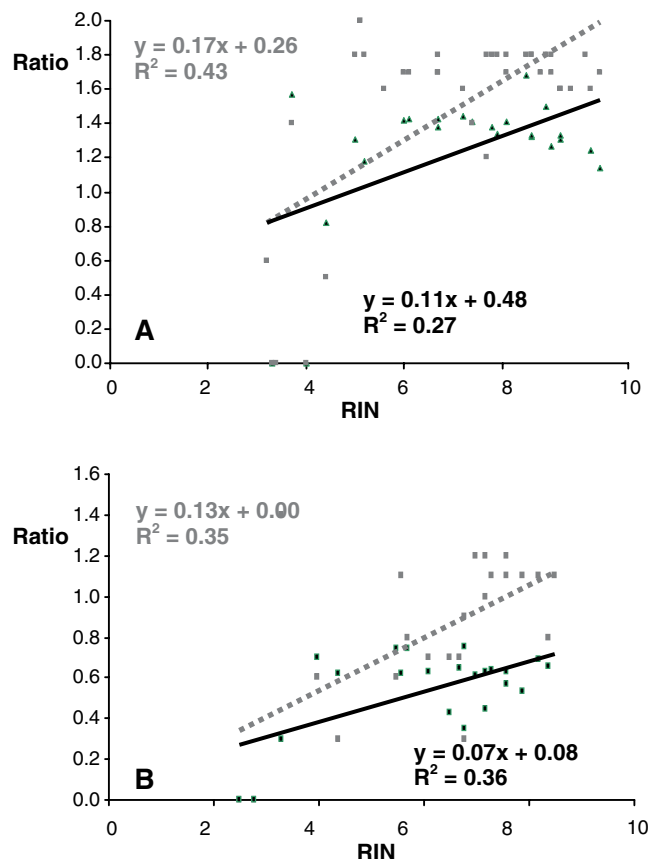 2.0
y = 0.17x + 0.26
R² = 0.43
1.8
Ratio
1.6
1.4
1.2
1.0
0.8
0.6
0.4
y = 0.11x + 0.48
R² = 0.27
A
0.2
0.0
0 2 4 6 8 10
RIN
1.6
1.4
y = 0.13x + 0.00
R² = 0.35
Ratio
1.2
1.0
0.8
0.6
0.4
0.2
y = 0.07x + 0.08
R² = 0.36
B
0.0
0 2 4 6 8 10
RIN